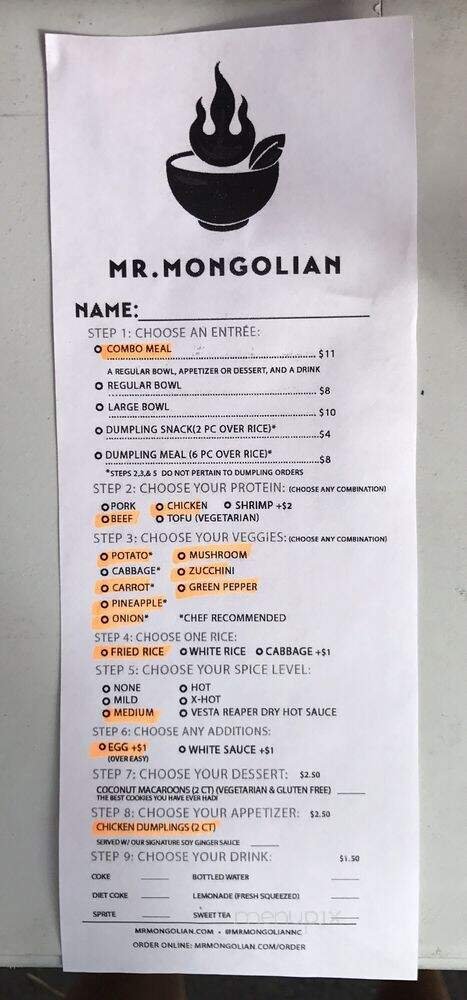 MR.MONGOLIAN
NAME:
STEP 1: CHOOSE AN ENTRÉE:
COMBO MEAL $11
A REGULAR BOWL, APPETIZER OR DESSERT, AND A DRINK
REGULAR BOWL $8
LARGE BOWL $10
DUMPLING SNACK(2 PC OVER RICE)* $4
DUMPLING MEAL (6 PC OVER RICE)* $8
*STEPS 2,3,& 5 DO NOT PERTAIN TO DUMPLING ORDERS
STEP 2: CHOOSE YOUR PROTEIN: (CHOOSE ANY COMBINATION)
PORK CHICKEN SHRIMP +$2
BEEF TOFU (VEGETARIAN)
STEP 3: CHOOSE YOUR VEGGIES: (CHOOSE ANY COMBINATION)
POTATO* MUSHROOM
CABBAGE* ZUCCHINI
CARROT* GREEN PEPPER
PINEAPPLE*
ONION* *CHEF RECOMMENDED
STEP 4: CHOOSE ONE RICE:
FRIED RICE WHITE RICE CABBAGE +$1
STEP 5: CHOOSE YOUR SPICE LEVEL:
NONE HOT
MILD X-HOT
MEDIUM VESTA REAPER DRY HOT SAUCE
STEP 6: CHOOSE ANY ADDITIONS:
EGG +$1 WHITE SAUCE +$1
(OVER EASY)
STEP 7: CHOOSE YOUR DESSERT: $2.50
COCONUT MACAROONS (2 CT) (VEGETARIAN & GLUTEN FREE)
THE BEST COOKIES YOU HAVE EVER HAD!
STEP 8: CHOOSE YOUR APPETIZER: $2.50
CHICKEN DUMPLINGS (2 CT)
SERVED W/ OUR SIGNATURE SOY GINGER SAUCE
STEP 9: CHOOSE YOUR DRINK: $1.50
COKE BOTTLED WATER
DIET COKE LEMONADE (FRESH SQUEEZED)
SPRITE SWEET TEA
menupix
MRMONGOLIAN.COM • @MRMONGOLIANNC
ORDER ONLINE: MRMONGOLIAN.COM/ORDER